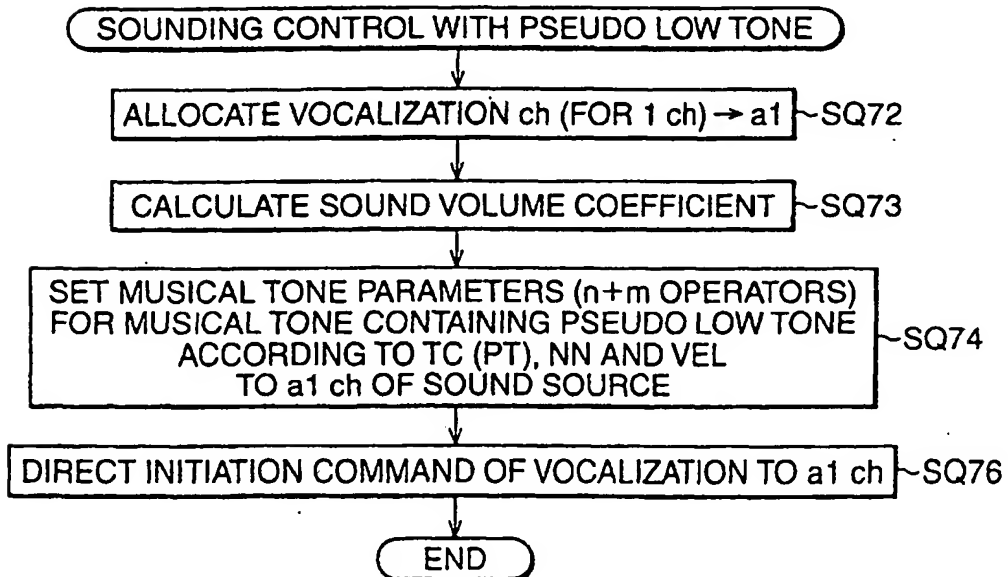 SOUNDING CONTROL WITH PSEUDO LOW TONE
ALLOCATE VOCALIZATION ch (FOR 1 ch) → a1 ~SQ72
CALCULATE SOUND VOLUME COEFFICIENT ~SQ73
SET MUSICAL TONE PARAMETERS (n+m OPERATORS)
FOR MUSICAL TONE CONTAINING PSEUDO LOW TONE
ACCORDING TO TC (PT), NN AND VEL
TO a1 ch OF SOUND SOURCE
~SQ74
DIRECT INITIATION COMMAND OF VOCALIZATION TO a1 ch ~SQ76
END